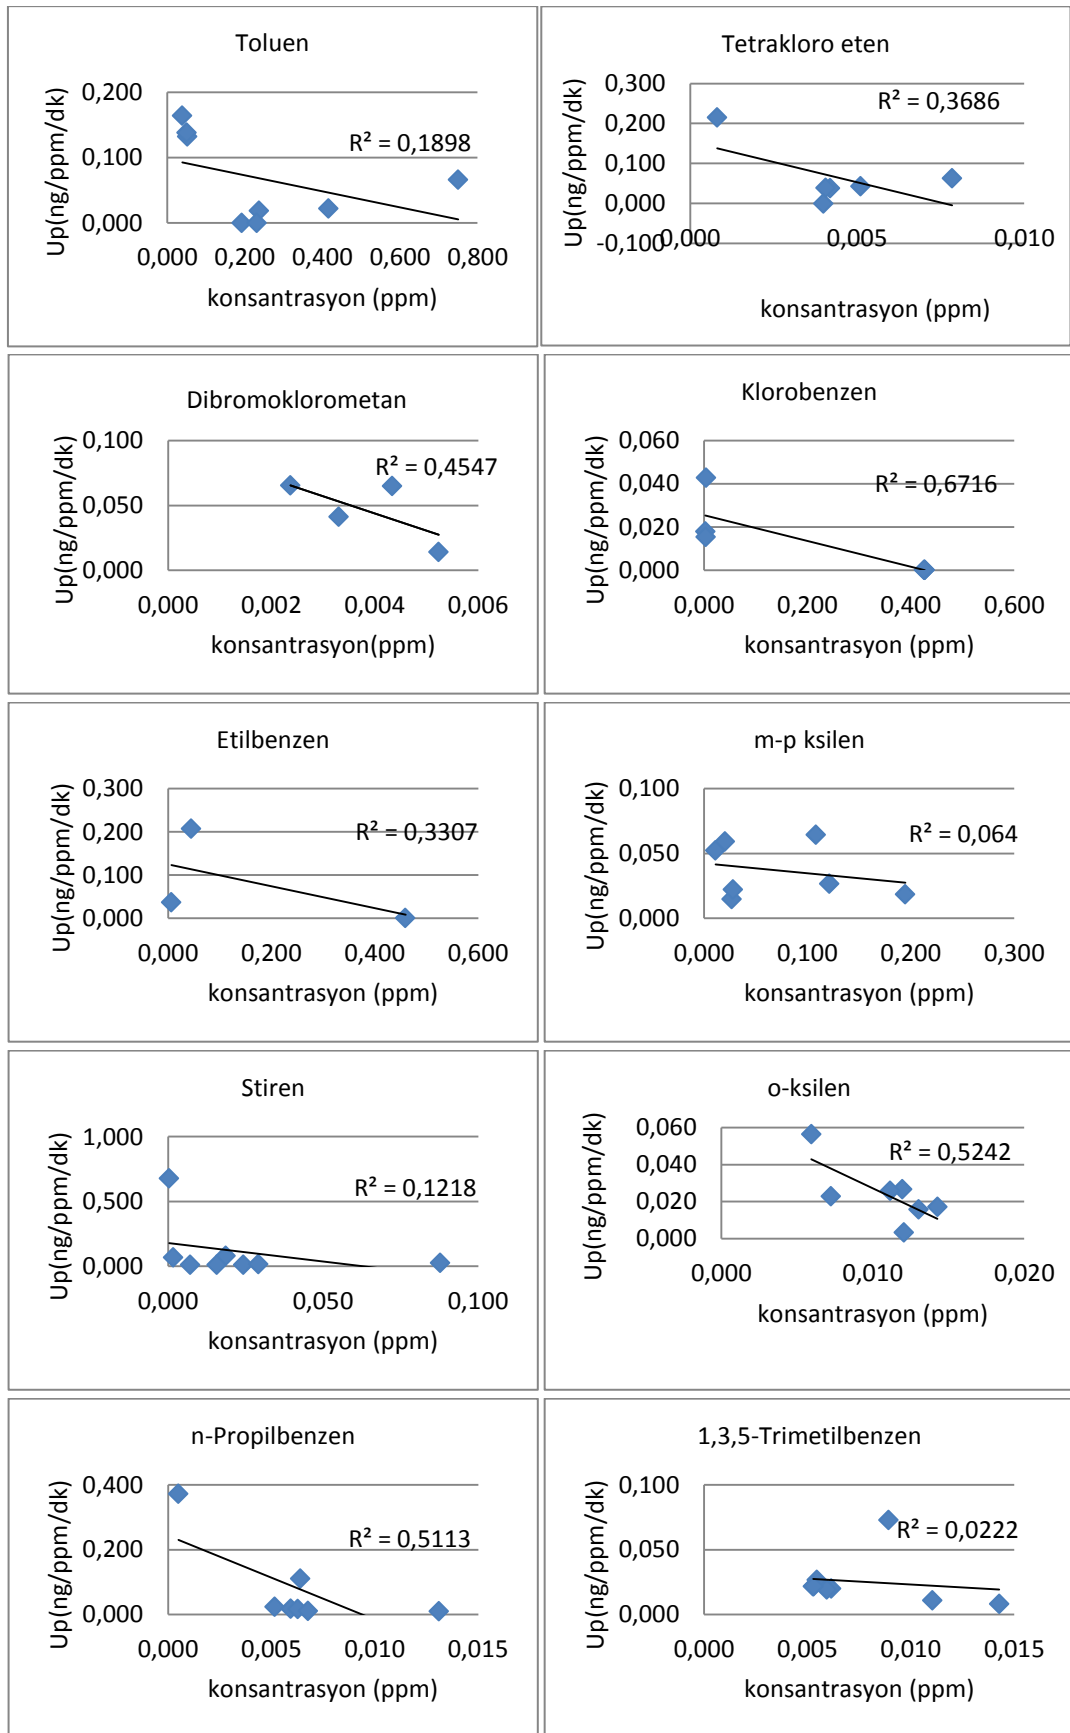 Toluen
Up(ng/ppm/dk)
0,200
0,100
0,000
R² = 0,1898
0,000 0,200 0,400 0,600 0,800
konsantrasyon (ppm)
Tetrakloro eten
Up(ng/ppm/dk)
0,300
0,200
0,100
0,000
-0,100
R² = 0,3686
0,000 0,005 0,010
konsantrasyon (ppm)
Dibromoklorometan
Up(ng/ppm/dk)
0,100
0,050
0,000
R² = 0,4547
0,000 0,002 0,004 0,006
konsantrasyon(ppm)
Klorobenzen
Up(ng/ppm/dk)
0,060
0,040
0,020
0,000
R² = 0,6716
0,000 0,200 0,400 0,600
konsantrasyon (ppm)
Etilbenzen
Up(ng/ppm/dk)
0,300
0,200
0,100
0,000
R² = 0,3307
0,000 0,200 0,400 0,600
konsantrasyon (ppm)
m-p ksilen
Up(ng/ppm/dk)
0,100
0,050
0,000
R² = 0,064
0,000 0,100 0,200 0,300
konsantrasyon (ppm)
Stiren
Up(ng/ppm/dk)
1,000
0,500
0,000
R² = 0,1218
0,000 0,050 0,100
konsantrasyon (ppm)
o-ksilen
Up(ng/ppm/dk)
0,060
0,040
0,020
0,000
R² = 0,5242
0,000 0,010 0,020
konsantrasyon (ppm)
n-Propilbenzen
Up(ng/ppm/dk)
0,400
0,200
0,000
R² = 0,5113
0,000 0,005 0,010 0,015
konsantrasyon (ppm)
1,3,5-Trimetilbenzen
Up(ng/ppm/dk)
0,100
0,050
0,000
R² = 0,0222
0,000 0,005 0,010 0,015
konsantrasyon (ppm)